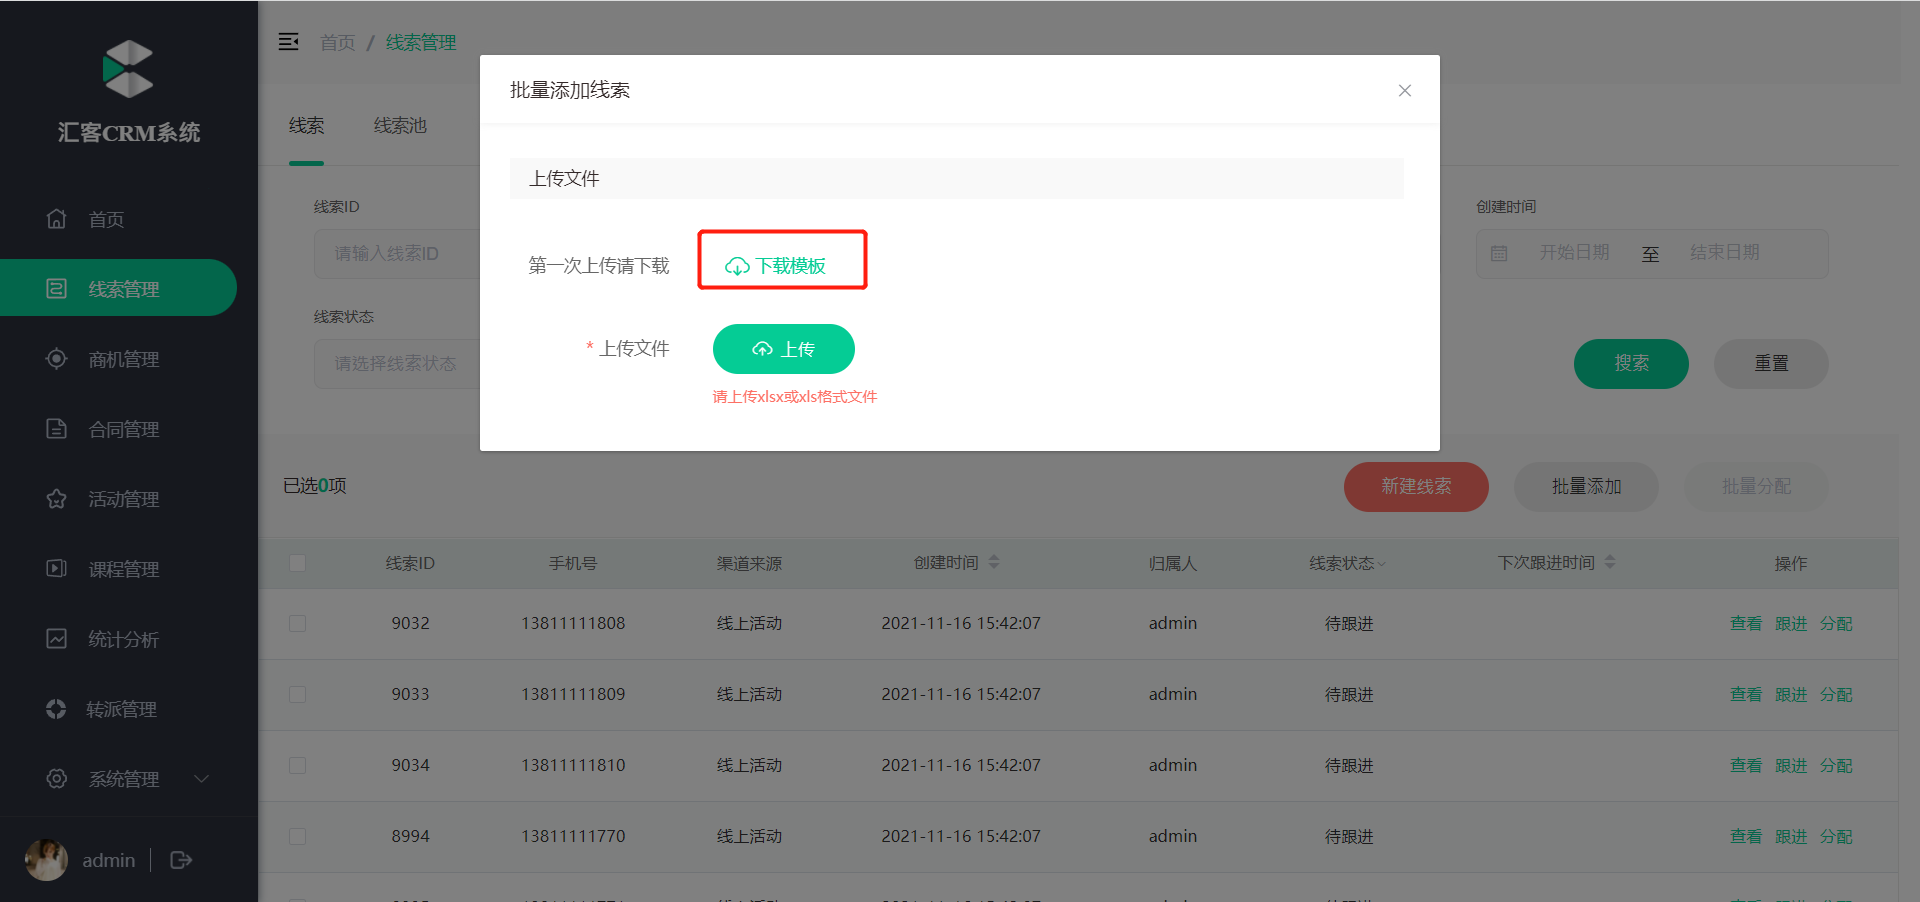 汇客CRM系统
首页
线索管理
商机管理
合同管理
活动管理
课程管理
统计分析
转派管理
系统管理
admin
首页 / 线索管理
线索 线索池
线索ID
请输入线索ID
线索状态
请选择线索状态
创建时间
开始日期 至 结束日期
搜索 重置
批量添加线索
上传文件
第一次上传请下载 下载模板
* 上传文件 上传
请上传xlsx或xls格式文件
已选0项
新建线索 批量添加 批量分配
线索ID 手机号 渠道来源 创建时间 归属人 线索状态 下次跟进时间 操作
9032 13811111808 线上活动 2021-11-16 15:42:07 admin 待跟进 查看 跟进 分配
9033 13811111809 线上活动 2021-11-16 15:42:07 admin 待跟进 查看 跟进 分配
9034 13811111810 线上活动 2021-11-16 15:42:07 admin 待跟进 查看 跟进 分配
8994 13811111770 线上活动 2021-11-16 15:42:07 admin 待跟进 查看 跟进 分配